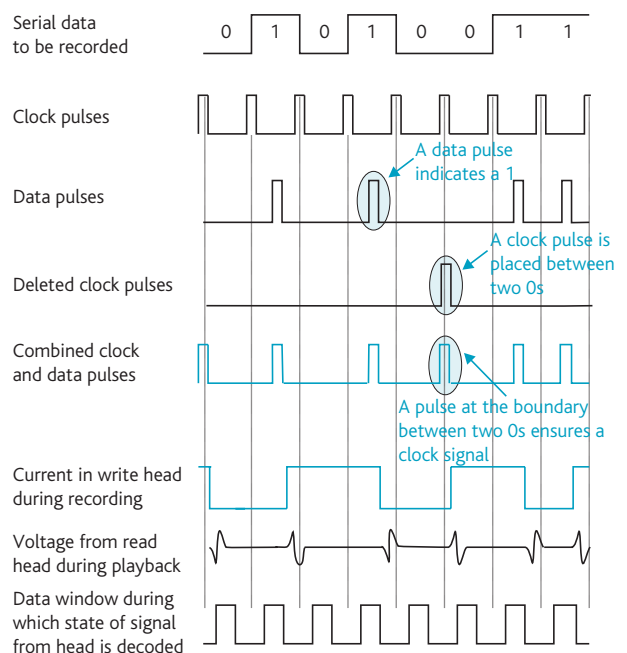 Serial data
to be recorded
0 1 0 1 0 0 1 1
Clock pulses
A data pulse
indicates a 1
Data pulses
A clock pulse is
placed between
two 0s
Deleted clock pulses
Combined clock
and data pulses
A pulse at the boundary
between two 0s ensures a
clock signal
Current in write head
during recording
Voltage from read
head during playback
Data window during
which state of signal
from head is decoded